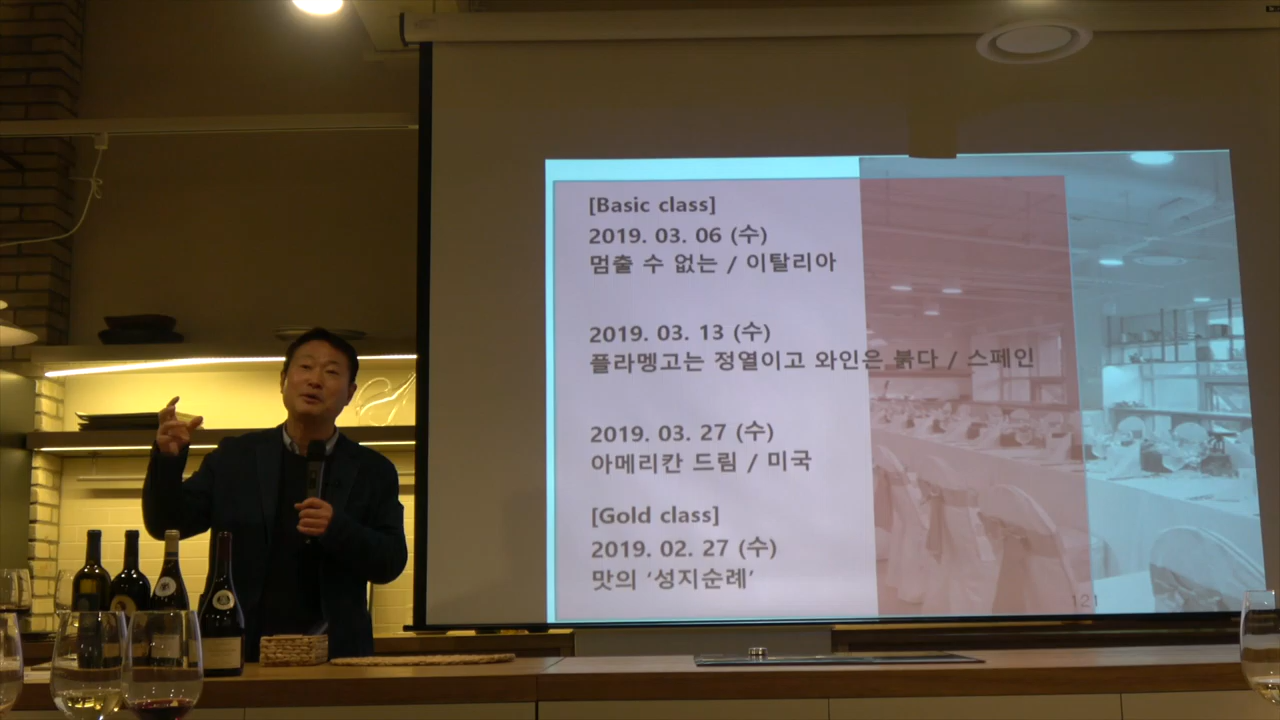 [Basic class]
2019. 03. 06 (수)
멈출 수 없는 / 이탈리아
2019. 03. 13 (수)
플라멩고는 정열이고 와인은 붉다 / 스페인
2019. 03. 27 (수)
아메리칸 드림 / 미국
[Gold class]
2019. 02. 27 (수)
맛의 ‘성지순례’
121